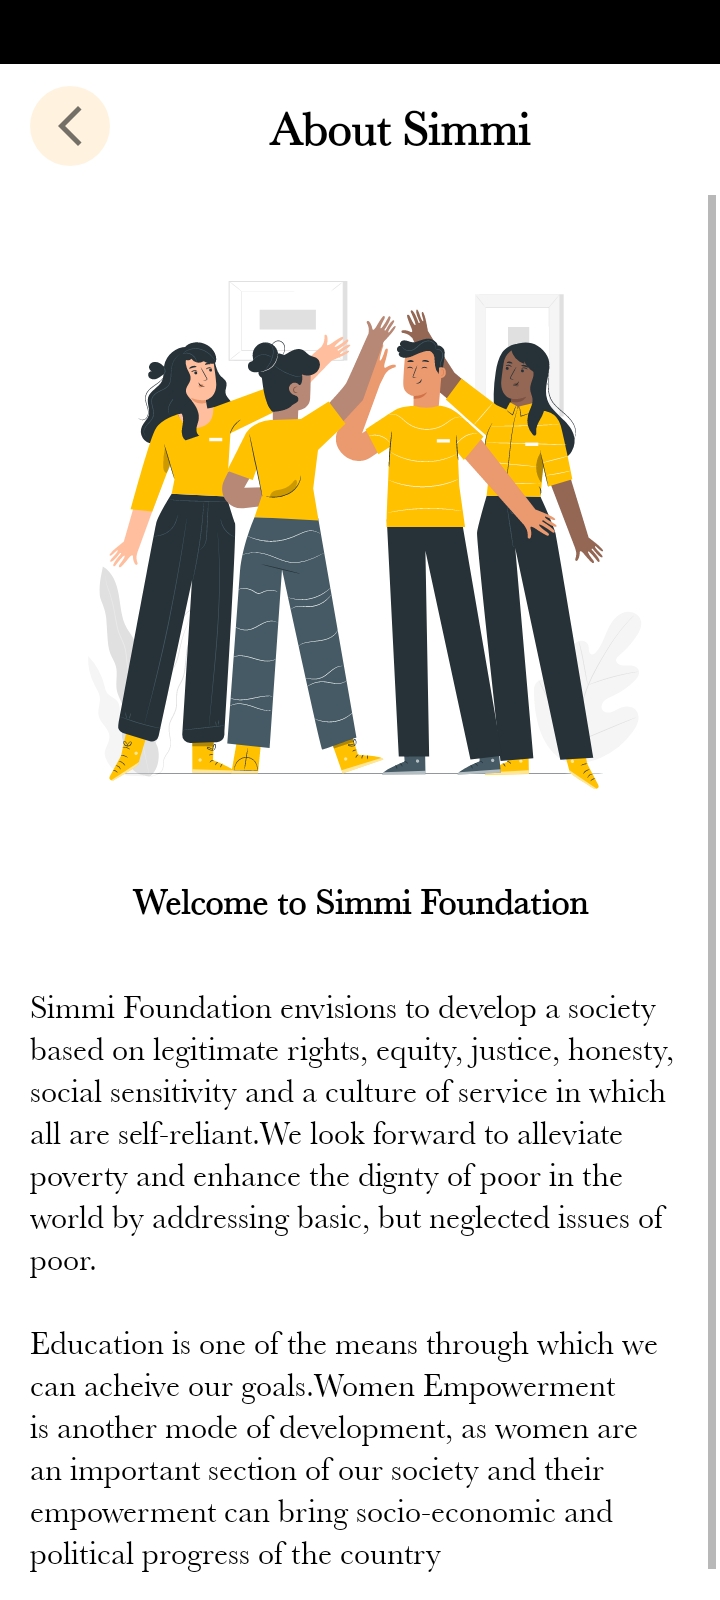 About Simmi
Welcome to Simmi Foundation
Simmi Foundation envisions to develop a society
based on legitimate rights, equity, justice, honesty,
social sensitivity and a culture of service in which
all are self-reliant.We look forward to alleviate
poverty and enhance the dignty of poor in the
world by addressing basic, but neglected issues of
poor.
Education is one of the means through which we
can acheive our goals.Women Empowerment
is another mode of development, as women are
an important section of our society and their
empowerment can bring socio-economic and
political progress of the country